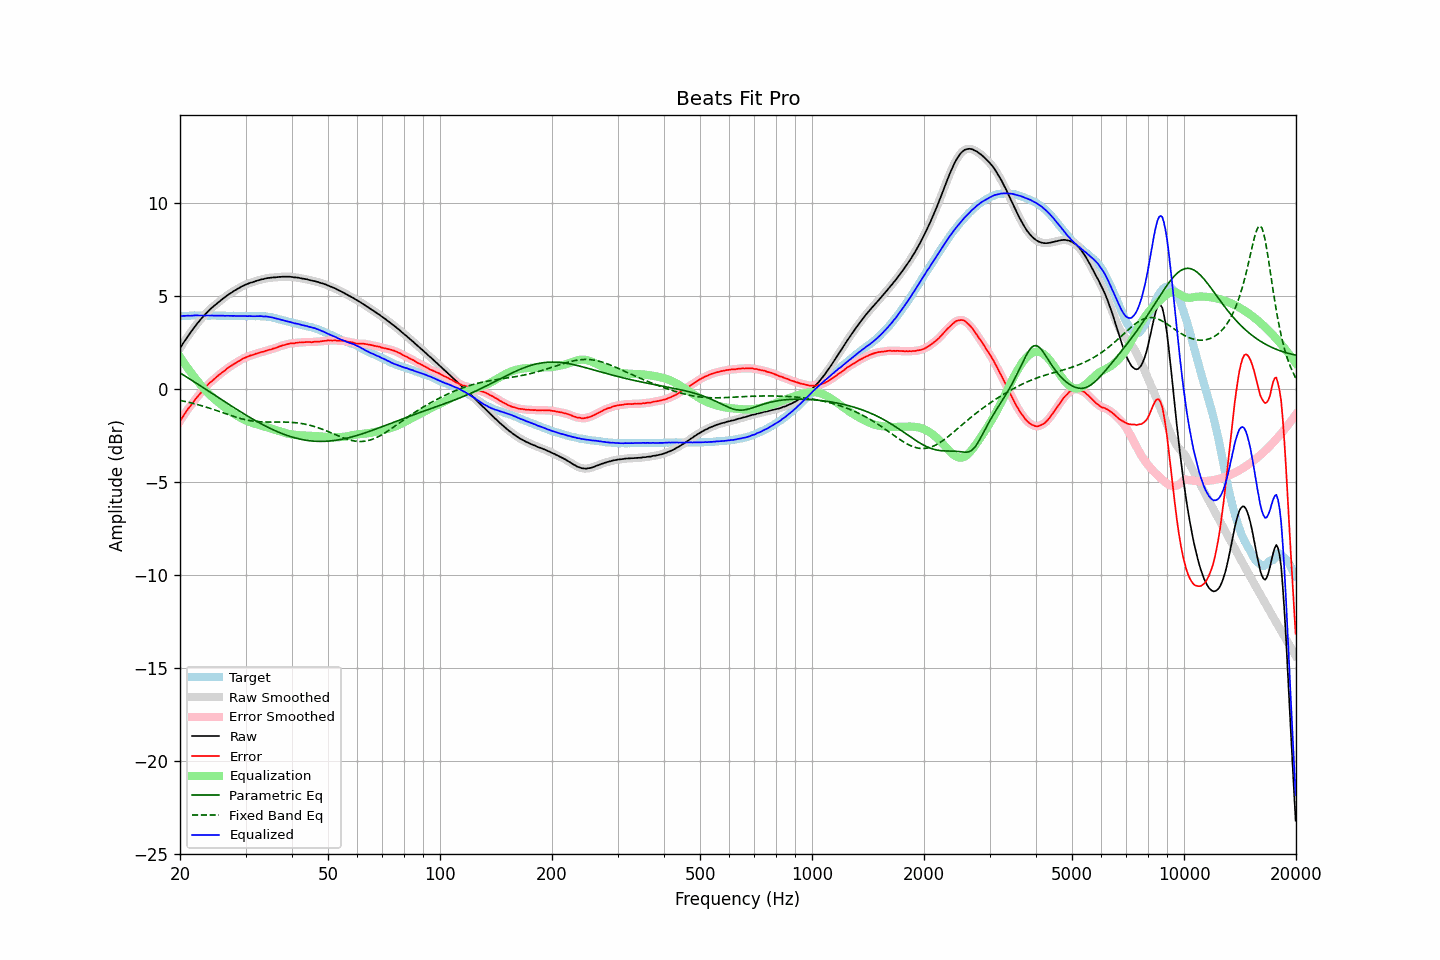 Beats Fit Pro
10
5
0
−5
−10
−15
−20
−25
Amplitude (dBr)
Target
Raw Smoothed
Error Smoothed
Raw
Error
Equalization
Parametric Eq
Fixed Band Eq
Equalized
20 50 100 200 500 1000 2000 5000 10000 20000
Frequency (Hz)